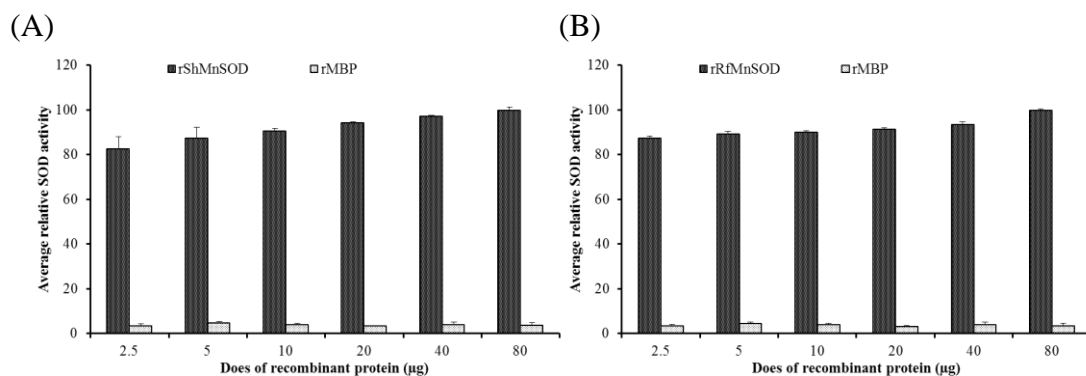 (A)
120
100
80
60
40
20
0
Average relative SOD activity
rShMnSOD
rMBP
2.5 5 10 20 40 80
Does of recombinant protein (μg)
(B)
120
100
80
60
40
20
0
Average relative SOD activity
rRfMnSOD
rMBP
2.5 5 10 20 40 80
Does of recombinant protein (μg)